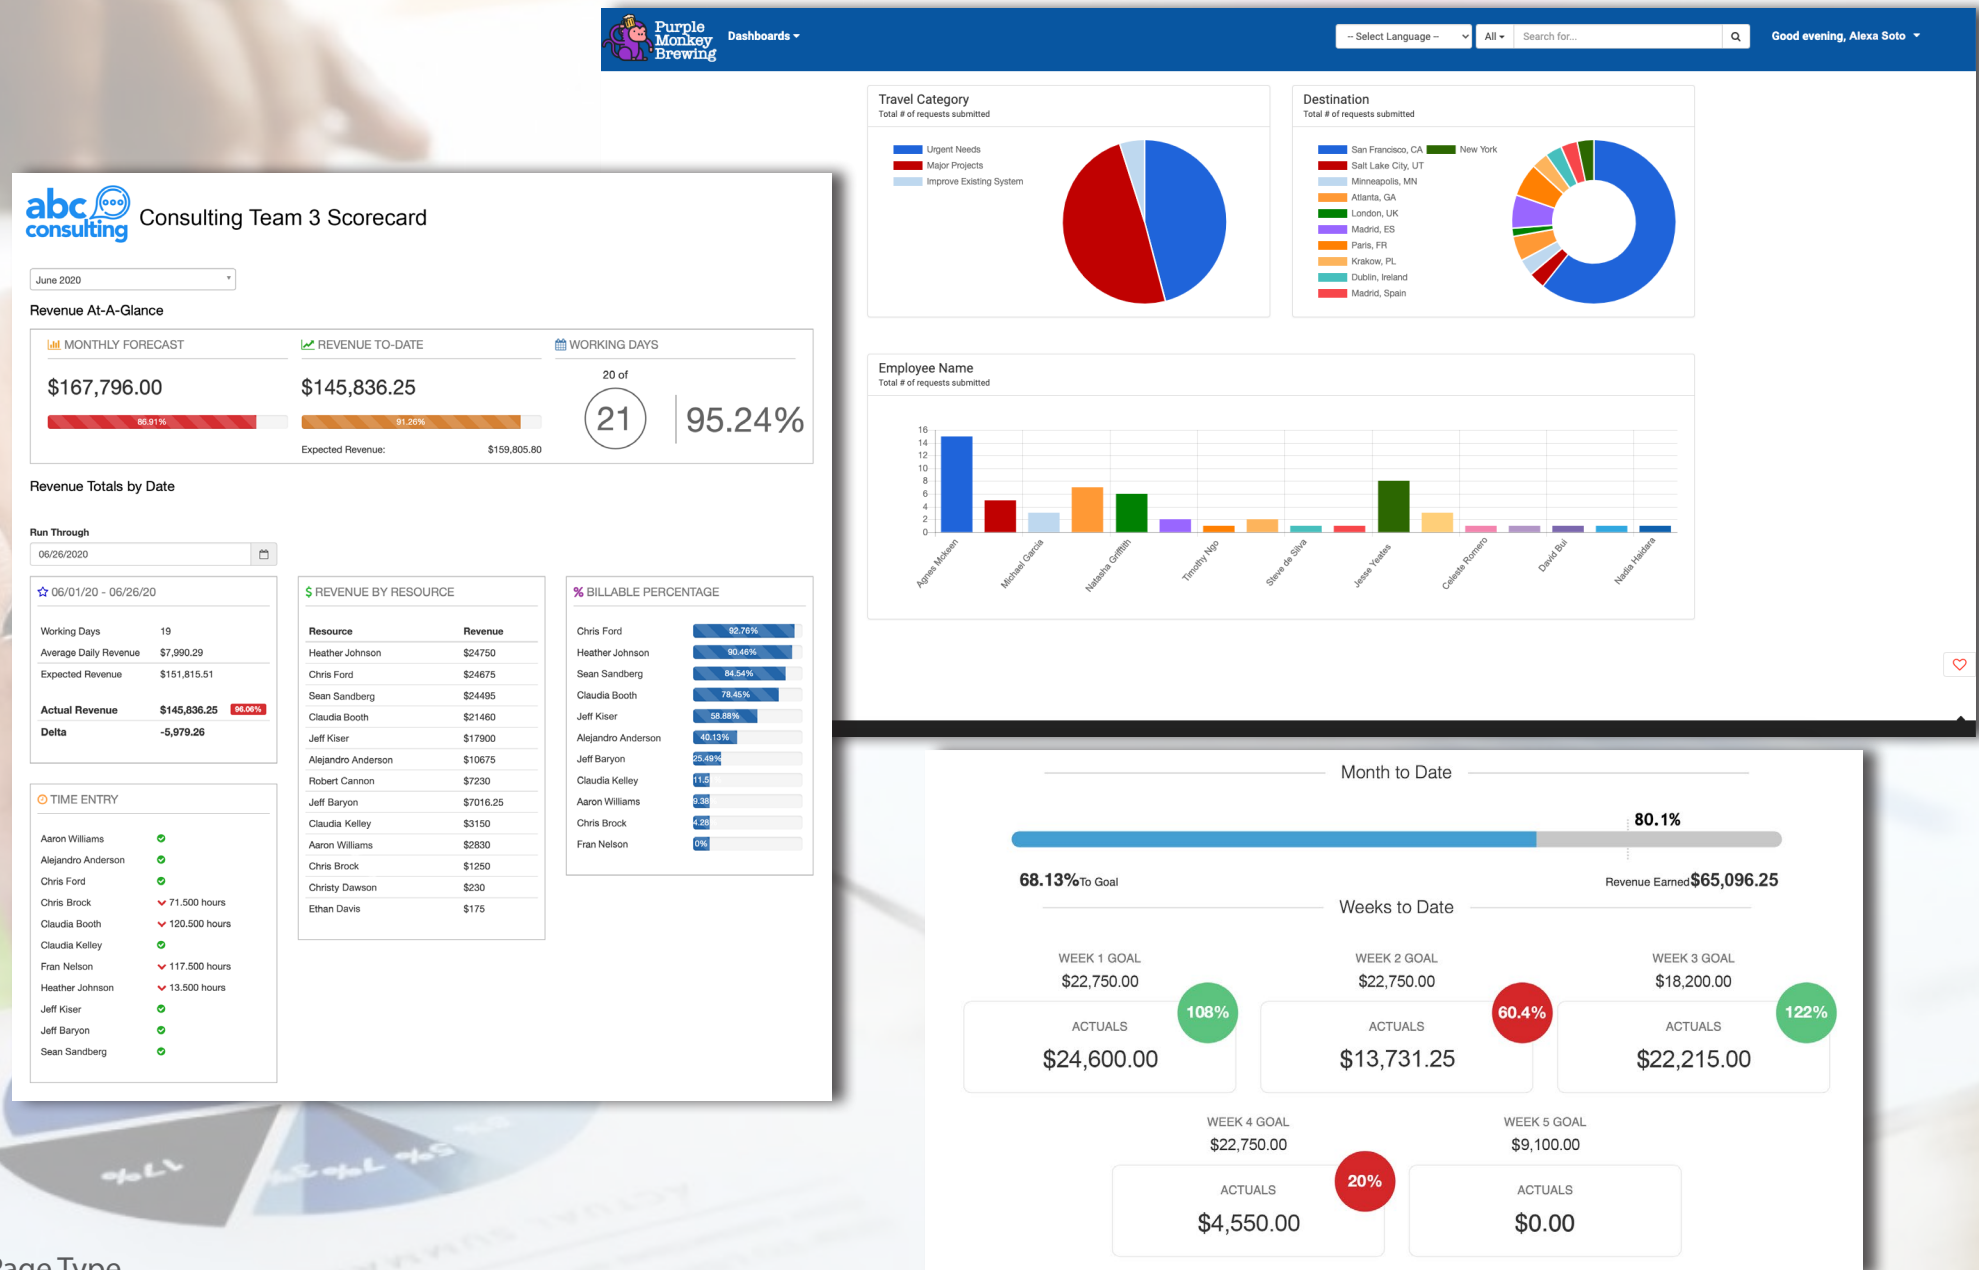 Purple
Monkey
Brewing
Dashboards
-- Select Language --
All
Search for...
Good evening, Alexa Soto
Travel Category
Total # of requests submitted
Urgent Needs
Major Projects
Improve Existing System
Destination
Total # of requests submitted
San Francisco, CA New York
Salt Lake City, UT
Minneapolis, MN
Atlanta, GA
London, UK
Madrid, ES
Paris, FR
Krakow, PL
Dublin, Ireland
Madrid, Spain
Employee Name
Total # of requests submitted
16
14
12
10
8
6
4
2
0
Agnes Mckeen
Michael Garcia
Natasha Griffith
Timothy Ngo
Steve de Silva
Jesse Yeates
Celeste Romero
David Bui
Nadia Haidara
abc
consulting
Consulting Team 3 Scorecard
June 2020
Revenue At-A-Glance
MONTHLY FORECAST
$167,796.00
86.91%
REVENUE TO-DATE
$145,836.25
91.26%
Expected Revenue: $159,805.80
WORKING DAYS
20 of
21
95.24%
Revenue Totals by Date
Run Through
06/26/2020
06/01/20 - 06/26/20
Working Days 19
Average Daily Revenue $7,990.29
Expected Revenue $151,815.51
Actual Revenue $145,836.25 96.06%
Delta -5,979.26
TIME ENTRY
Aaron Williams
Alejandro Anderson
Chris Ford
Chris Brock 71.500 hours
Claudia Booth 120.500 hours
Claudia Kelley
Fran Nelson 117.500 hours
Heather Johnson 13.500 hours
Jeff Kiser
Jeff Baryon
Sean Sandberg
$ REVENUE BY RESOURCE
Resource Revenue
Heather Johnson $24750
Chris Ford $24675
Sean Sandberg $24495
Claudia Booth $21460
Jeff Kiser $17900
Alejandro Anderson $10675
Robert Cannon $7230
Jeff Baryon $7016.25
Claudia Kelley $3150
Aaron Williams $2830
Chris Brock $1250
Christy Dawson $230
Ethan Davis $175
% BILLABLE PERCENTAGE
Chris Ford 92.76%
Heather Johnson 90.46%
Sean Sandberg 84.54%
Claudia Booth 78.45%
Jeff Kiser 58.88%
Alejandro Anderson 40.13%
Jeff Baryon 25.49%
Claudia Kelley 11.5
Aaron Williams 9.38
Chris Brock 4.28
Fran Nelson 0%
Month to Date
80.1%
68.13% To Goal
Revenue Earned $65,096.25
Weeks to Date
WEEK 1 GOAL
$22,750.00
108%
ACTUALS
$24,600.00
WEEK 2 GOAL
$22,750.00
60.4%
ACTUALS
$13,731.25
WEEK 3 GOAL
$18,200.00
122%
ACTUALS
$22,215.00
WEEK 4 GOAL
$22,750.00
20%
ACTUALS
$4,550.00
WEEK 5 GOAL
$9,100.00
ACTUALS
$0.00
17%
Page Type